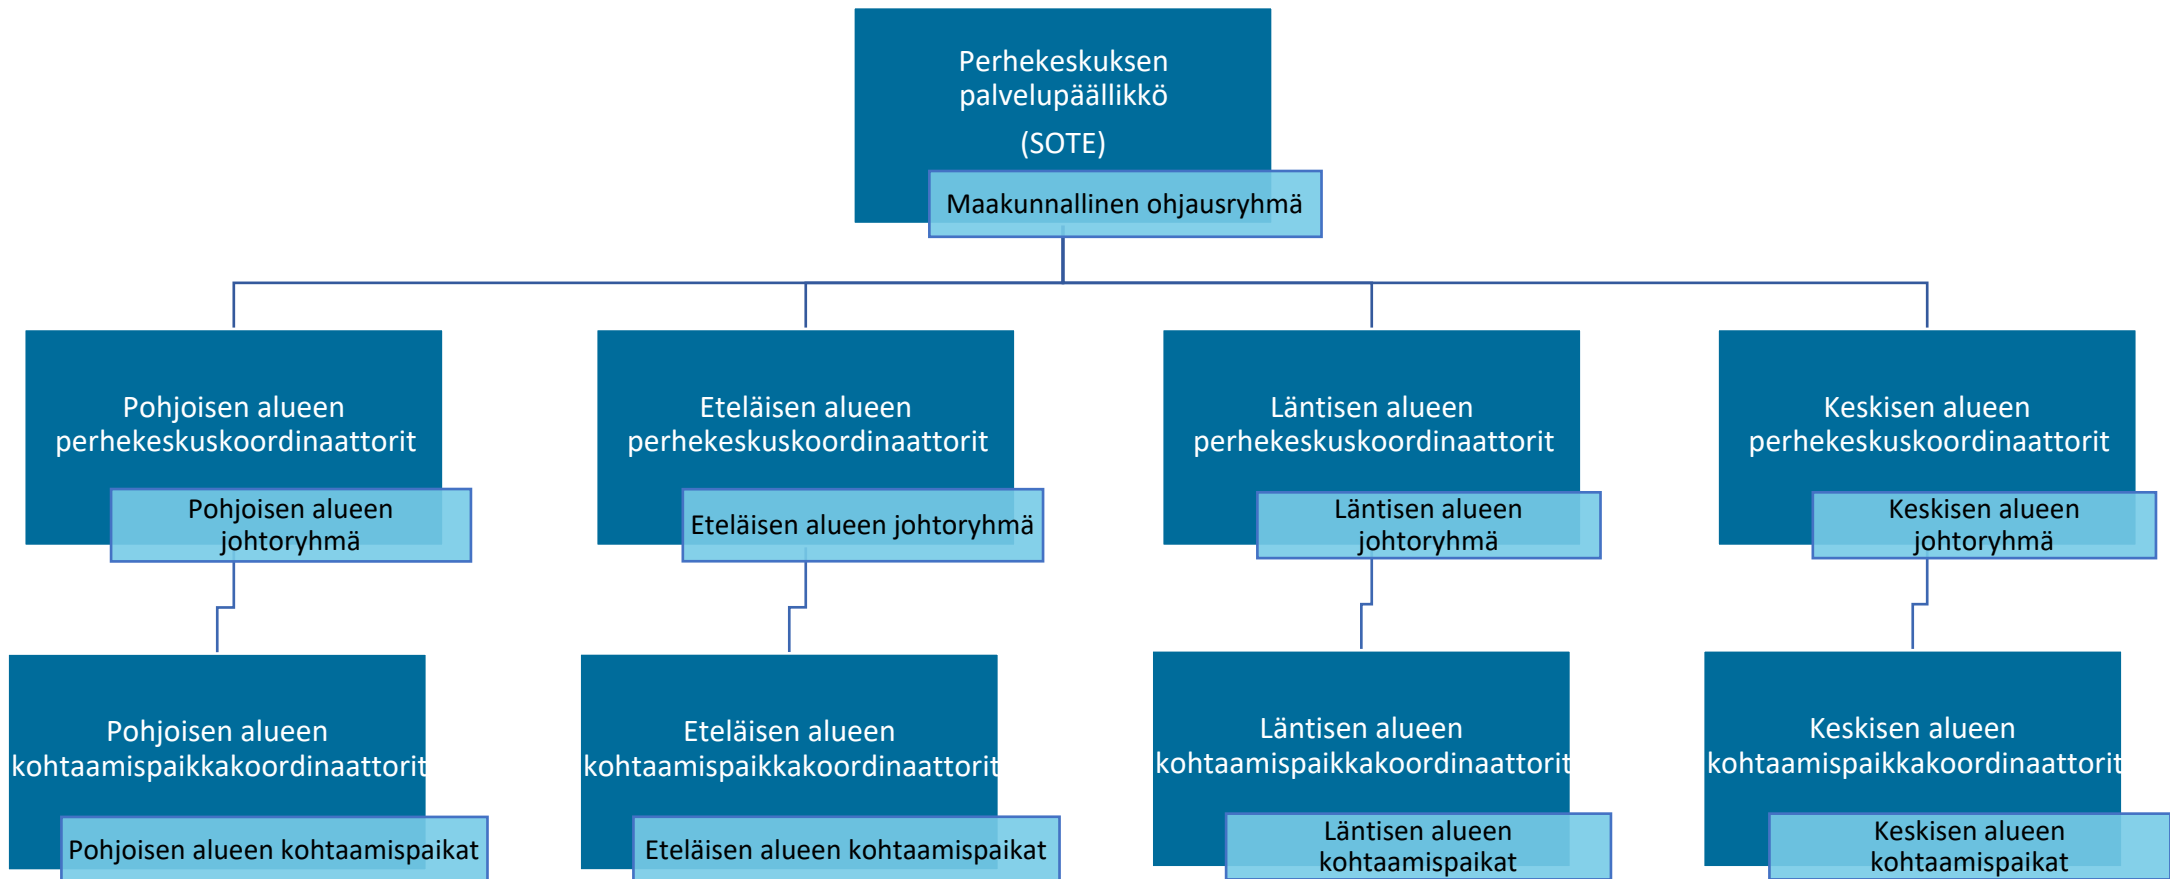 Perhekeskuksen
palvelupäällikkö
(SOTE)
Maakunnallinen ohjausryhmä
Pohjoisen alueen
perhekeskuskoordinaattorit
Pohjoisen alueen
johtoryhmä
Eteläisen alueen
perhekeskuskoordinaattorit
Eteläisen alueen johtoryhmä
Läntisen alueen
perhekeskuskoordinaattorit
Läntisen alueen
johtoryhmä
Keskisen alueen
perhekeskuskoordinaattorit
Keskisen alueen
johtoryhmä
Pohjoisen alueen
kohtaamispaikkakoordinaattorit
Pohjoisen alueen kohtaamispaikat
Eteläisen alueen
kohtaamispaikkakoordinaattorit
Eteläisen alueen kohtaamispaikat
Läntisen alueen
kohtaamispaikkakoordinaattorit
Läntisen alueen
kohtaamispaikat
Keskisen alueen
kohtaamispaikkakoordinaattorit
Keskisen alueen
kohtaamispaikat